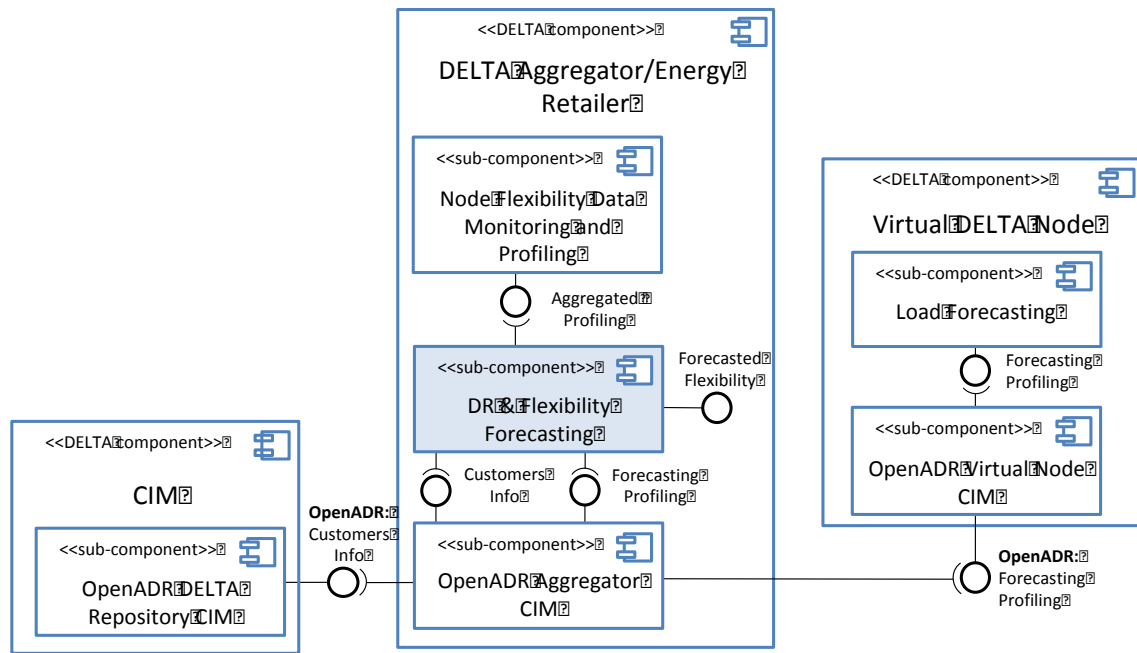 <<DELTA component>>
DELTA Aggregator/Energy
Retailer
<<sub-component>>
Node Flexibility Data
Monitoring and
Profiling
Aggregated
Profiling
<<sub-component>>
DR & Flexibility
Forecasting
Forecasted
Flexibility
Customers
Info
Forecasting
Profiling
<<sub-component>>
OpenADR Aggregator
CIM
<<DELTA component>>
CIM
<<sub-component>>
OpenADR DELTA
Repository CIM
OpenADR:
Customers
Info
<<DELTA component>>
Virtual DELTA Node
<<sub-component>>
Load Forecasting
Forecasting
Profiling
<<sub-component>>
OpenADR Virtual Node
CIM
OpenADR:
Forecasting
Profiling